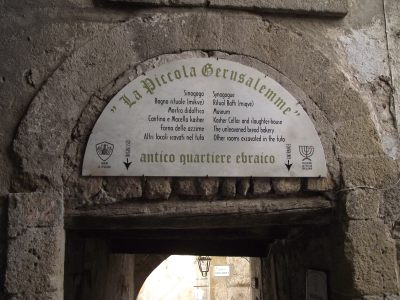 "La Piccola Gerusalemme"
Sinagoga Synagogue
Bagno rituale (mikve) Ritual Bath (miqve)
Mostra didattica Museum
Cantina e Macello kasher Kasher Cellar and slaughter-house
Forno delle azzime The unleavened bread bakery
Altri locali scavati nel tufo Other rooms excavated in the tufa
antico quartiere ebraico